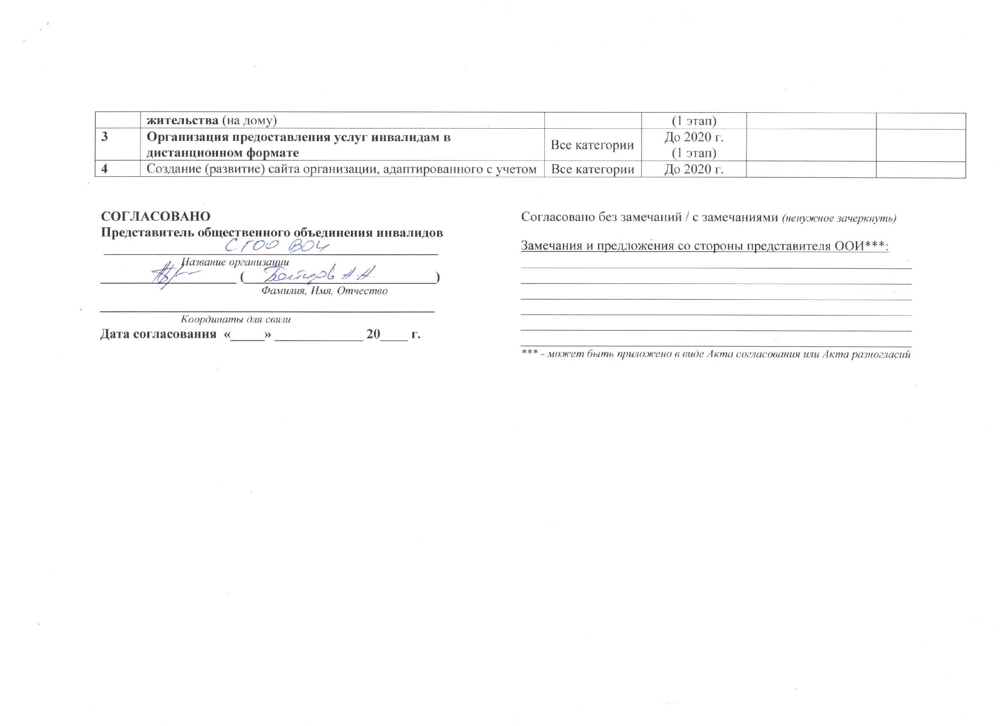 жительства (на дому) (1 этап)
3 Организация предоставления услуг инвалидам в дистанционном формате Все категории До 2020 г. (1 этап)
4 Создание (развитие) сайта организации, адаптированного с учетом Все категории До 2020 г.
СОГЛАСОВАНО
Представитель общественного объединения инвалидов
СГОО ВОИ
Название организации
( А.А. )
Фамилия, Имя, Отчество
Координаты для связи
Дата согласования «_____» _____________ 20____ г.
Согласовано без замечаний / с замечаниями (ненужное зачеркнуть)
Замечания и предложения со стороны представителя ООИ***:
*** - может быть приложено в виде Акта согласования или Акта разногласий